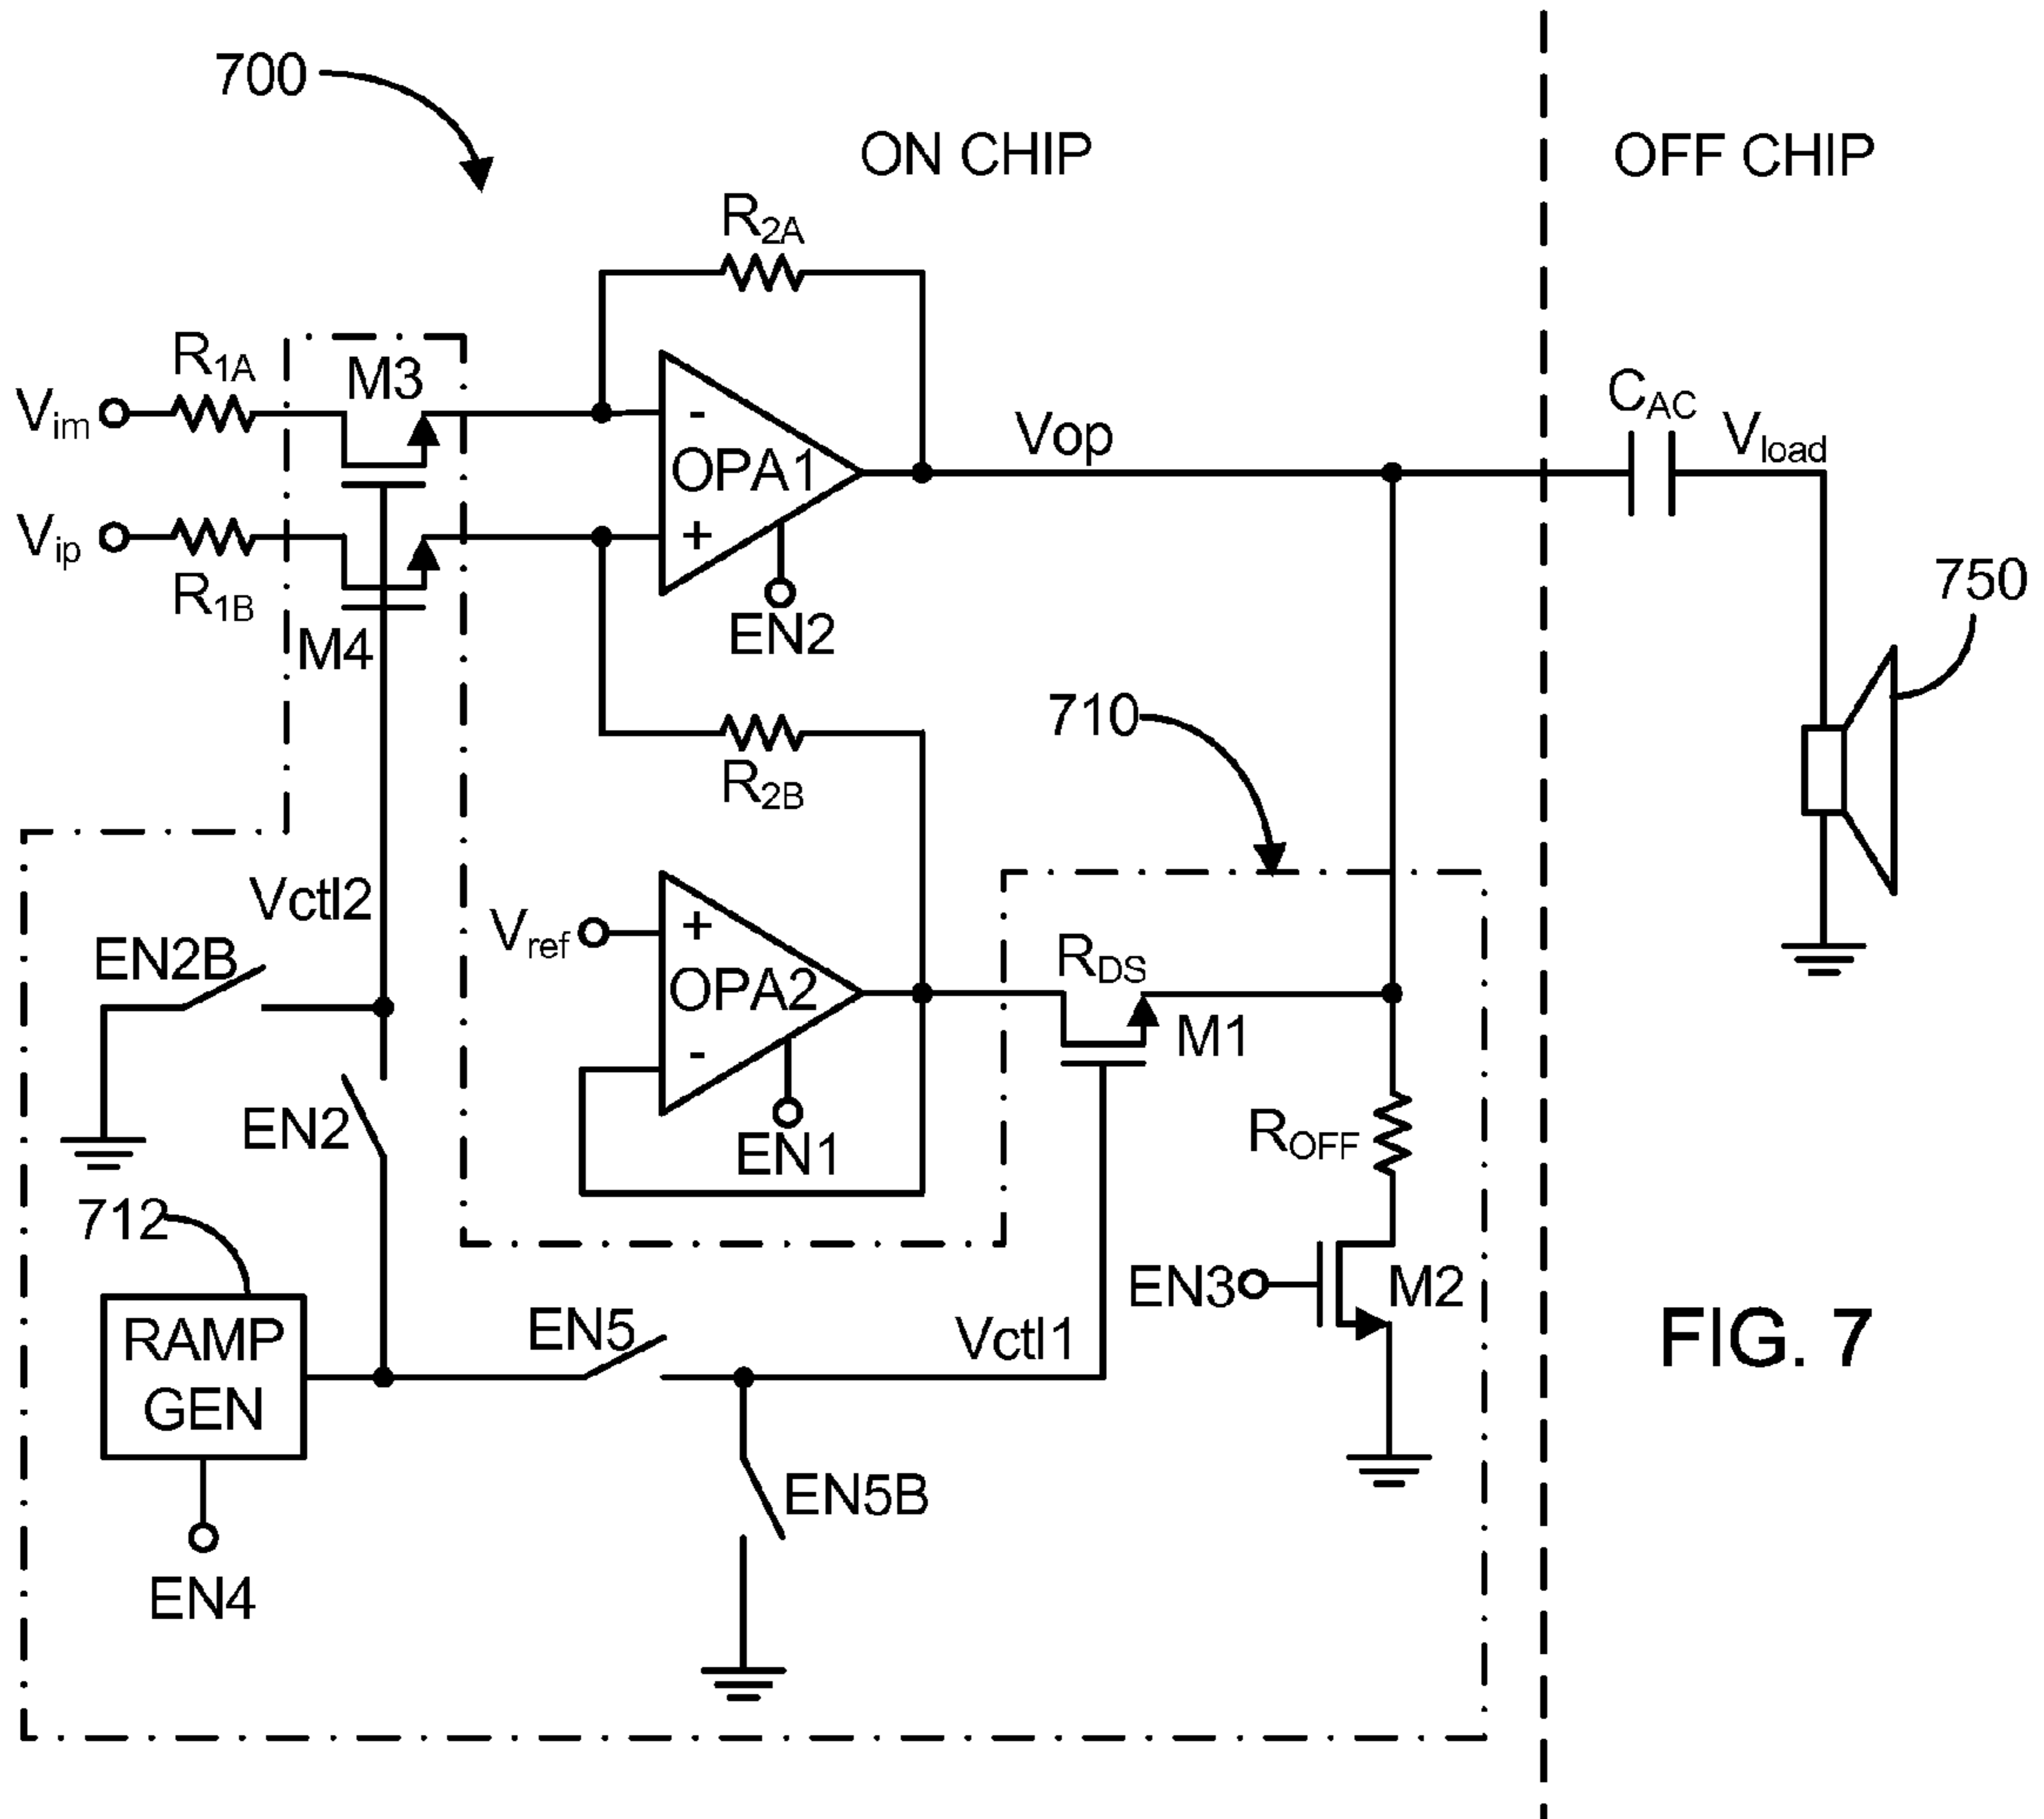 700
ON CHIP
OFF CHIP
R2A
R1A
M3
Vim
-
OPA1
+
Vop
CAC
Vload
Vip
R1B
M4
EN2
750
710
R2B
Vctl2
EN2B
Vref
+
OPA2
-
RDS
M1
EN2
EN1
ROFF
712
RAMP
GEN
EN5
Vctl1
EN3
M2
FIG. 7
EN5B
EN4